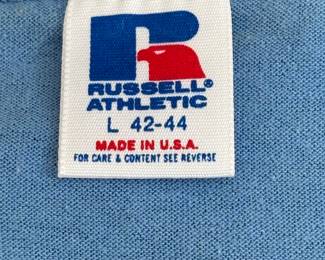 R
RUSSELL®
ATHLETIC
L 42-44
MADE IN U.S.A.
FOR CARE & CONTENT SEE REVERSE